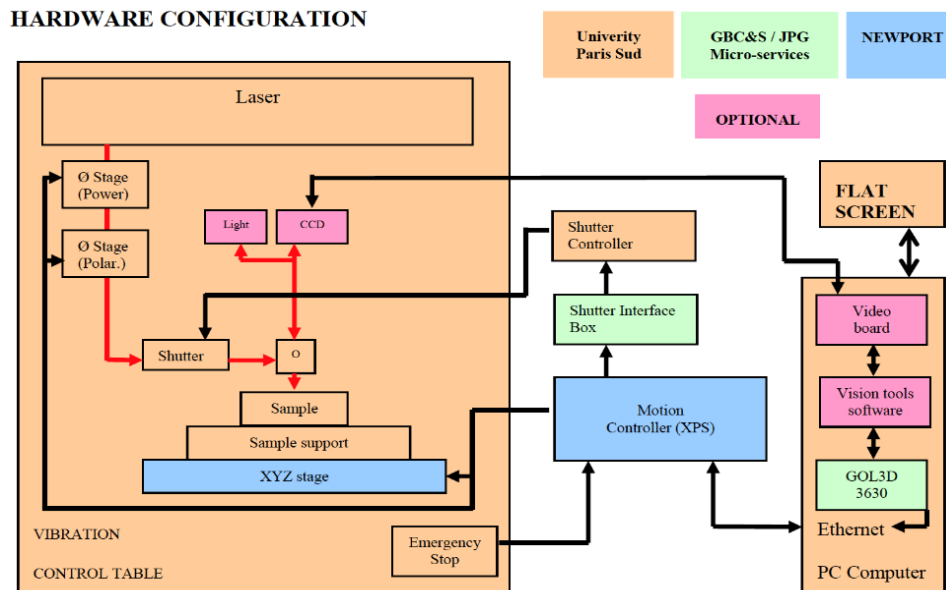 HARDWARE CONFIGURATION
Univerity
Paris Sud
GBC&S / JPG
Micro-services
NEWPORT
OPTIONAL
Laser
Ø Stage
(Power)
Ø Stage
(Polar.)
Light
CCD
Shutter
Controller
FLAT
SCREEN
Shutter Interface
Box
Video
board
Shutter
O
Vision tools
software
Sample
Motion
Controller (XPS)
Sample support
XYZ stage
GOL3D
3630
VIBRATION
CONTROL TABLE
Emergency
Stop
Ethernet
PC Computer